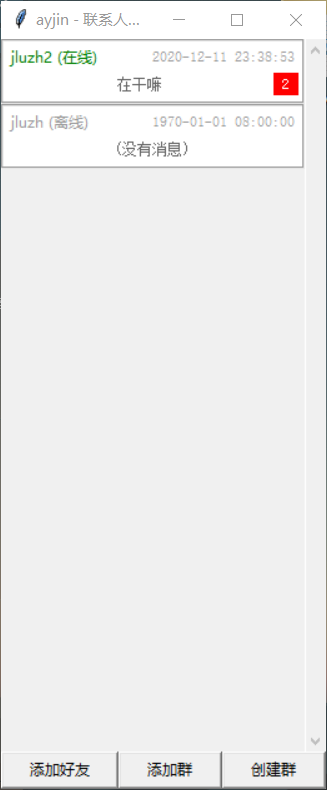 ayjin - 联系人...
jluzh2 (在线) 2020-12-11 23:38:53
在干嘛 2
jluzh (离线) 1970-01-01 08:00:00
(没有消息)
添加好友 添加群 创建群